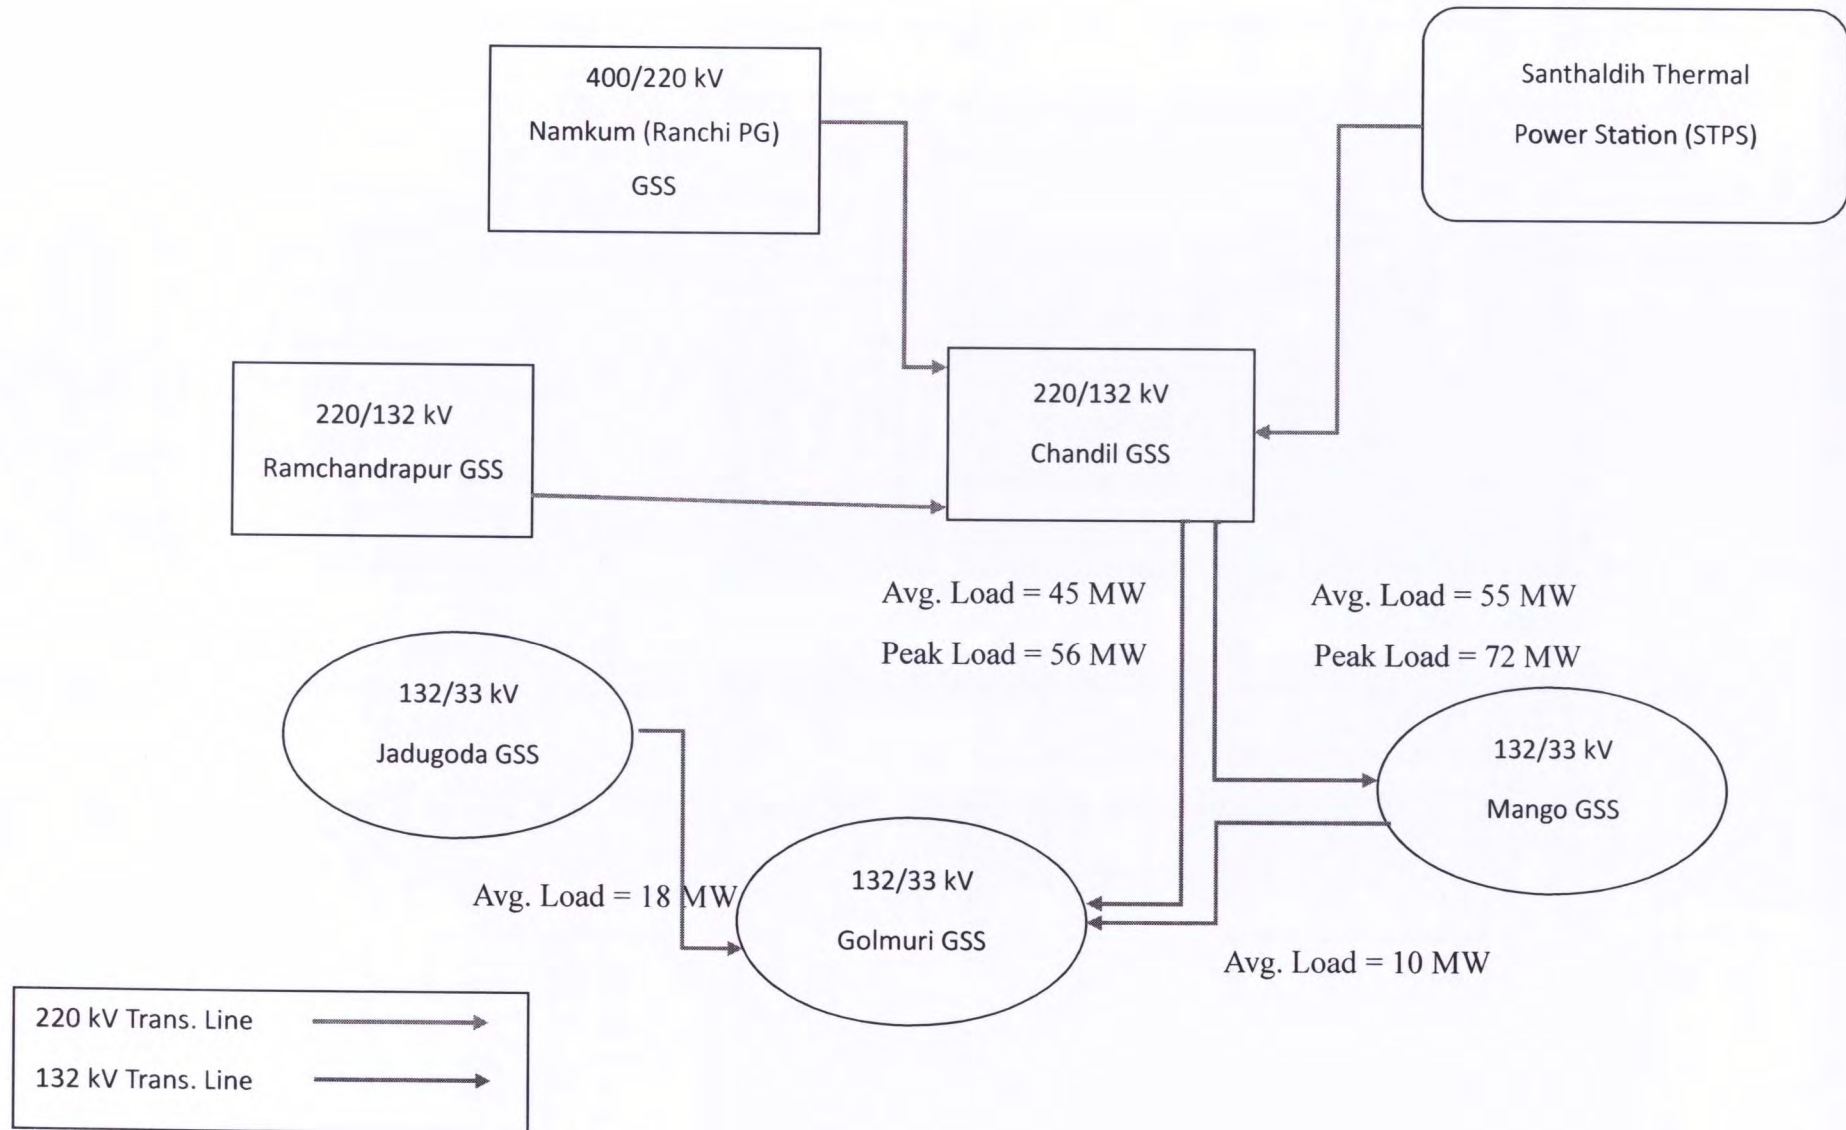 400/220 kV
Namkum (Ranchi PG)
GSS
Santhaldih Thermal
Power Station (STPS)
220/132 kV
Ramchandrapur GSS
220/132 kV
Chandil GSS
Avg. Load = 45 MW
Peak Load = 56 MW
Avg. Load = 55 MW
Peak Load = 72 MW
132/33 kV
Jadugoda GSS
132/33 kV
Mango GSS
Avg. Load = 18 MW
132/33 kV
Golmuri GSS
Avg. Load = 10 MW
220 kV Trans. Line
132 kV Trans. Line